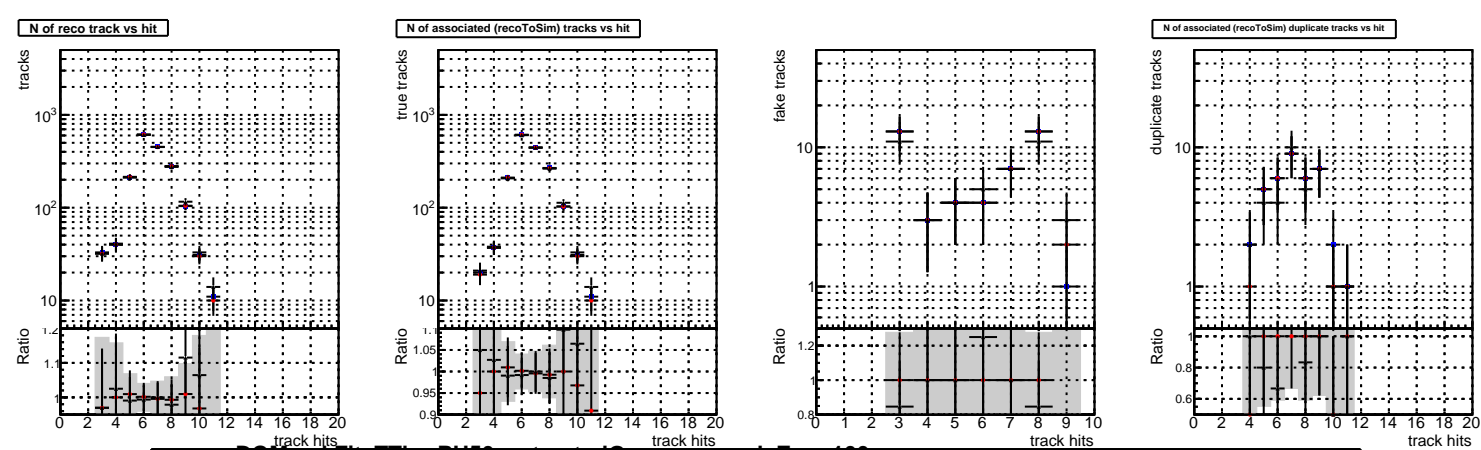 N of reco track vs hit
N of associated (recoToSim) tracks vs hit
N of associated (recoToSim) duplicate tracks vs hit
tracks
10³
10²
10
Ratio
1.2
1.1
1
0 2 4 6 8 10 12 14 16 18 20
track hits
true tracks
10³
10²
10
Ratio
1.1
1.05
1
0.95
0.9
0 2 4 6 8 10 12 14 16 18 20
track hits
fake tracks
10
1
Ratio
1.2
1
0.8
0 1 2 3 4 5 6 7 8 9 10
track hits
duplicate tracks
10
1
Ratio
1
0.8
0.6
0 2 4 6 8 10 12 14 16 18 20
track hits